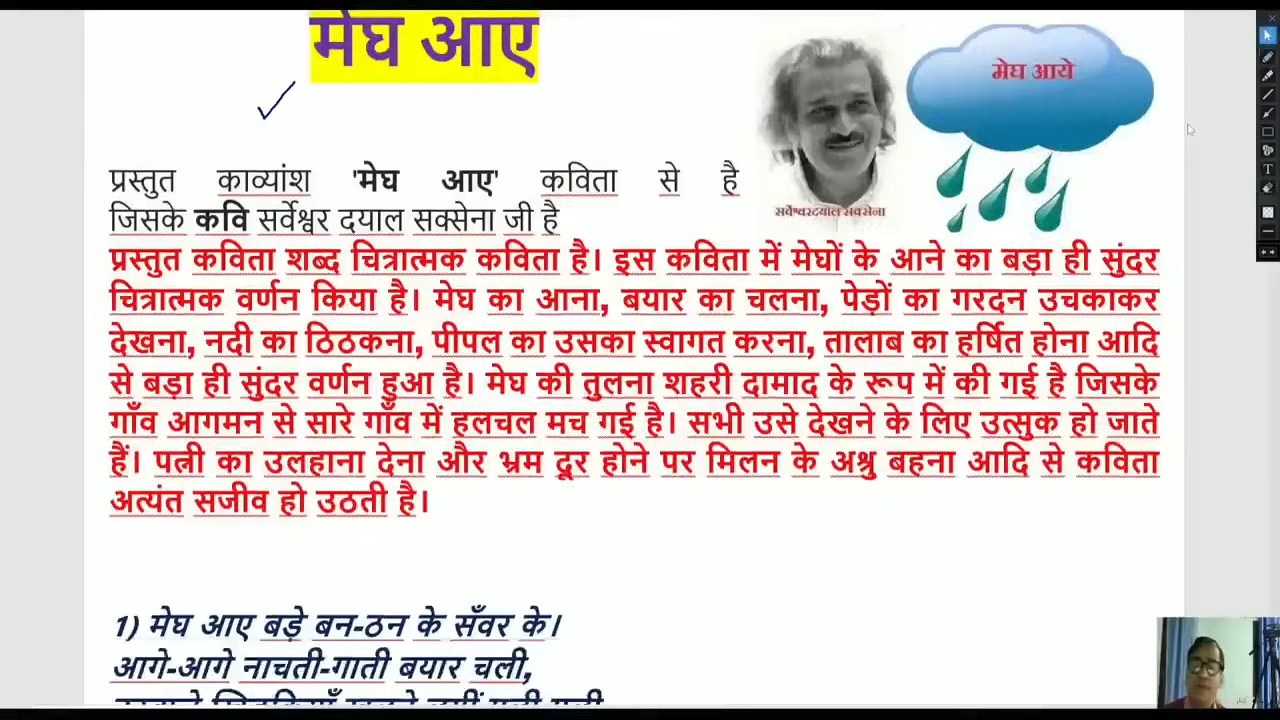 मेघ आए
मेघ आये
सर्वेश्वरदयाल सक्सेना
प्रस्तुत काव्यांश 'मेघ आए' कविता से है
जिसके कवि सर्वेश्वर दयाल सक्सेना जी है
प्रस्तुत कविता शब्द चित्रात्मक कविता है। इस कविता में मेघों के आने का बड़ा ही सुंदर
चित्रात्मक वर्णन किया है। मेघ का आना, बयार का चलना, पेड़ों का गरदन उचकाकर
देखना, नदी का ठिठकना, पीपल का उसका स्वागत करना, तालाब का हर्षित होना आदि
से बड़ा ही सुंदर वर्णन हुआ है। मेघ की तुलना शहरी दामाद के रूप में की गई है जिसके
गाँव आगमन से सारे गाँव में हलचल मच गई है। सभी उसे देखने के लिए उत्सुक हो जाते
हैं। पत्नी का उलहाना देना और भ्रम दूर होने पर मिलन के अश्रु बहना आदि से कविता
अत्यंत सजीव हो उठती है।
1) मेघ आए बड़े बन-ठन के सँवर के।
आगे-आगे नाचती-गाती बयार चली,